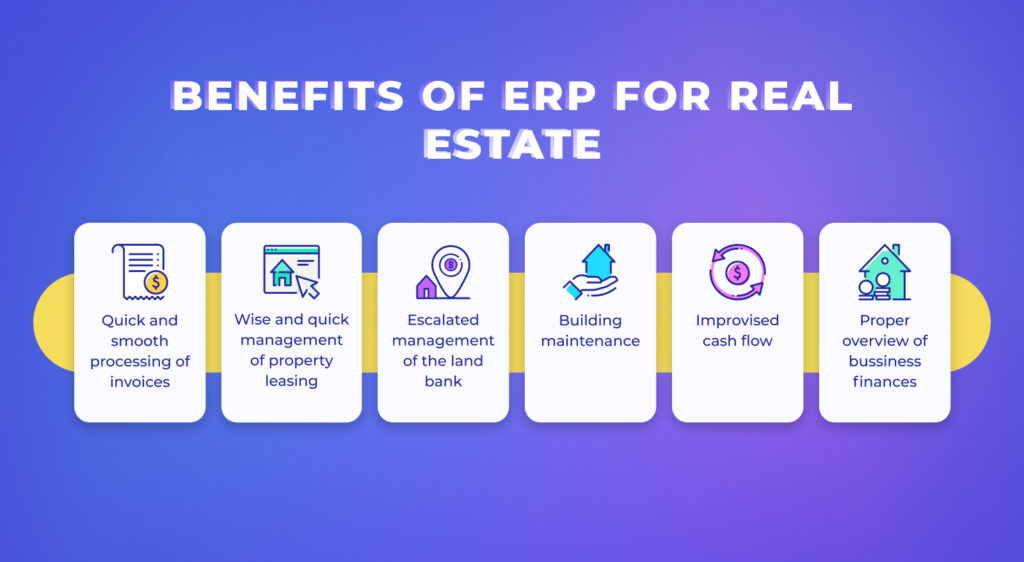 BENEFITS OF ERP FOR REAL
ESTATE
Quick and
smooth
processing of
invoices
Wise and quick
management
of property
leasing
Escalated
management
of the land
bank
Building
maintenance
Improvised
cash flow
Proper
overview of
bussiness
finances